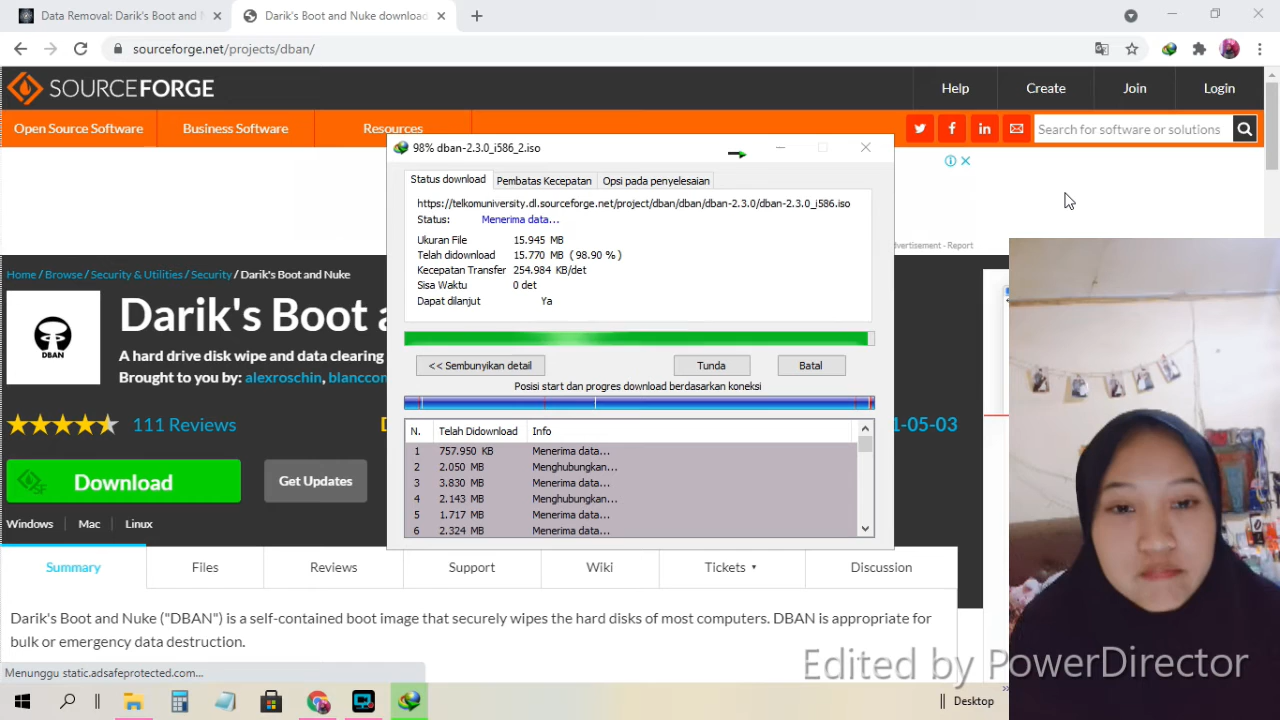 Data Removal: Darik's Boot and
Darik's Boot and Nuke download
sourceforge.net/projects/dban/
SOURCEFORGE
Help
Create
Join
Login
Open Source Software
Business Software
Resources
Search for software or solutions
98% dban-2.3.0_i586_2.iso
Status download
Pembatas Kecepatan
Opsi pada penyelesaian
https://telkomuniversity.dl.sourceforge.net/project/dban/dban/dban-2.3.0/dban-2.3.0_i586.iso
Status: Menerima data...
Ukuran File 15.945 MB
Telah didownload 15.770 MB ( 98.90 % )
Kecepatan Transfer 254.984 KB/det
Sisa Waktu 0 det
Dapat dilanjut Ya
<< Sembunyikan detail
Tunda
Batal
Posisi start dan progres download berdasarkan koneksi
N. Telah Didownload Info
1 757.950 KB Menerima data...
2 2.050 MB Menghubungkan...
3 3.830 MB Menerima data...
4 2.143 MB Menghubungkan...
5 1.717 MB Menerima data...
6 2.324 MB Menerima data...
dvertisement - Report
Home / Browse / Security & Utilities / Security / Darik's Boot and Nuke
DBAN
Darik's Boot
A hard drive disk wipe and data clearing
Brought to you by: alexroschin, blanccom
111 Reviews
1-05-03
Download
Get Updates
Windows
Mac
Linux
Summary
Files
Reviews
Support
Wiki
Tickets
Discussion
Darik's Boot and Nuke ("DBAN") is a self-contained boot image that securely wipes the hard disks of most computers. DBAN is appropriate for
bulk or emergency data destruction.
Menunggu static.adsafeprotected.com...
Edited by PowerDirector
Desktop